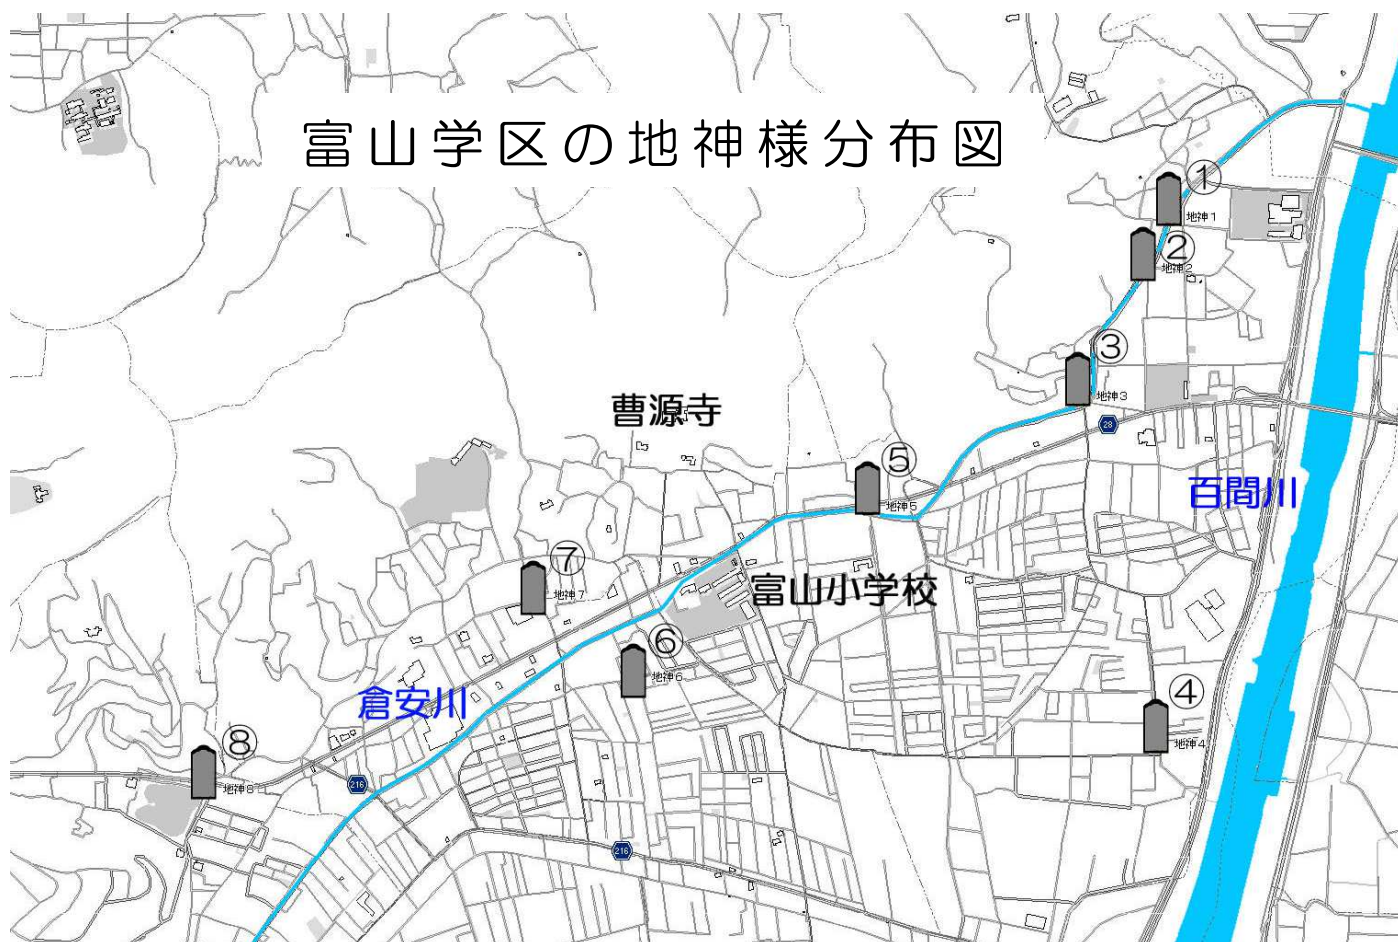 富山学区の地神様分布図
①
地神1
②
地神2
③
地神3
28
曹源寺
⑤
地神5
百間川
⑦
地神7
富山小学校
⑥
地神6
倉安川
④
地神4
⑧
地神8
216
216